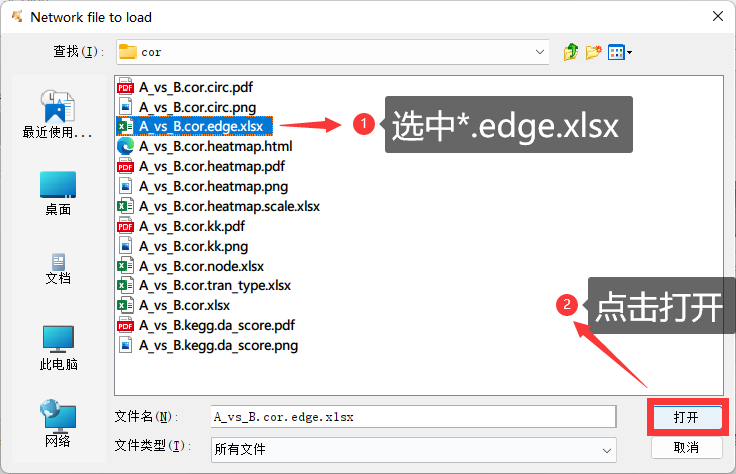 Network file to load
查找(I):
cor
最近使用...
桌面
文档
此电脑
网络
PDF A_vs_B.cor.circ.pdf
A_vs_B.cor.circ.png
A_vs_B.cor.edge.xlsx
A_vs_B.cor.heatmap.html
PDF A_vs_B.cor.heatmap.pdf
A_vs_B.cor.heatmap.png
A_vs_B.cor.heatmap.scale.xlsx
PDF A_vs_B.cor.kk.pdf
A_vs_B.cor.kk.png
A_vs_B.cor.node.xlsx
A_vs_B.cor.tran_type.xlsx
A_vs_B.cor.xlsx
PDF A_vs_B.kegg.da_score.pdf
A_vs_B.kegg.da_score.png
1 选中*.edge.xlsx
2 点击打开
文件名(N):
A_vs_B.cor.edge.xlsx
打开
文件类型(T):
所有文件
取消